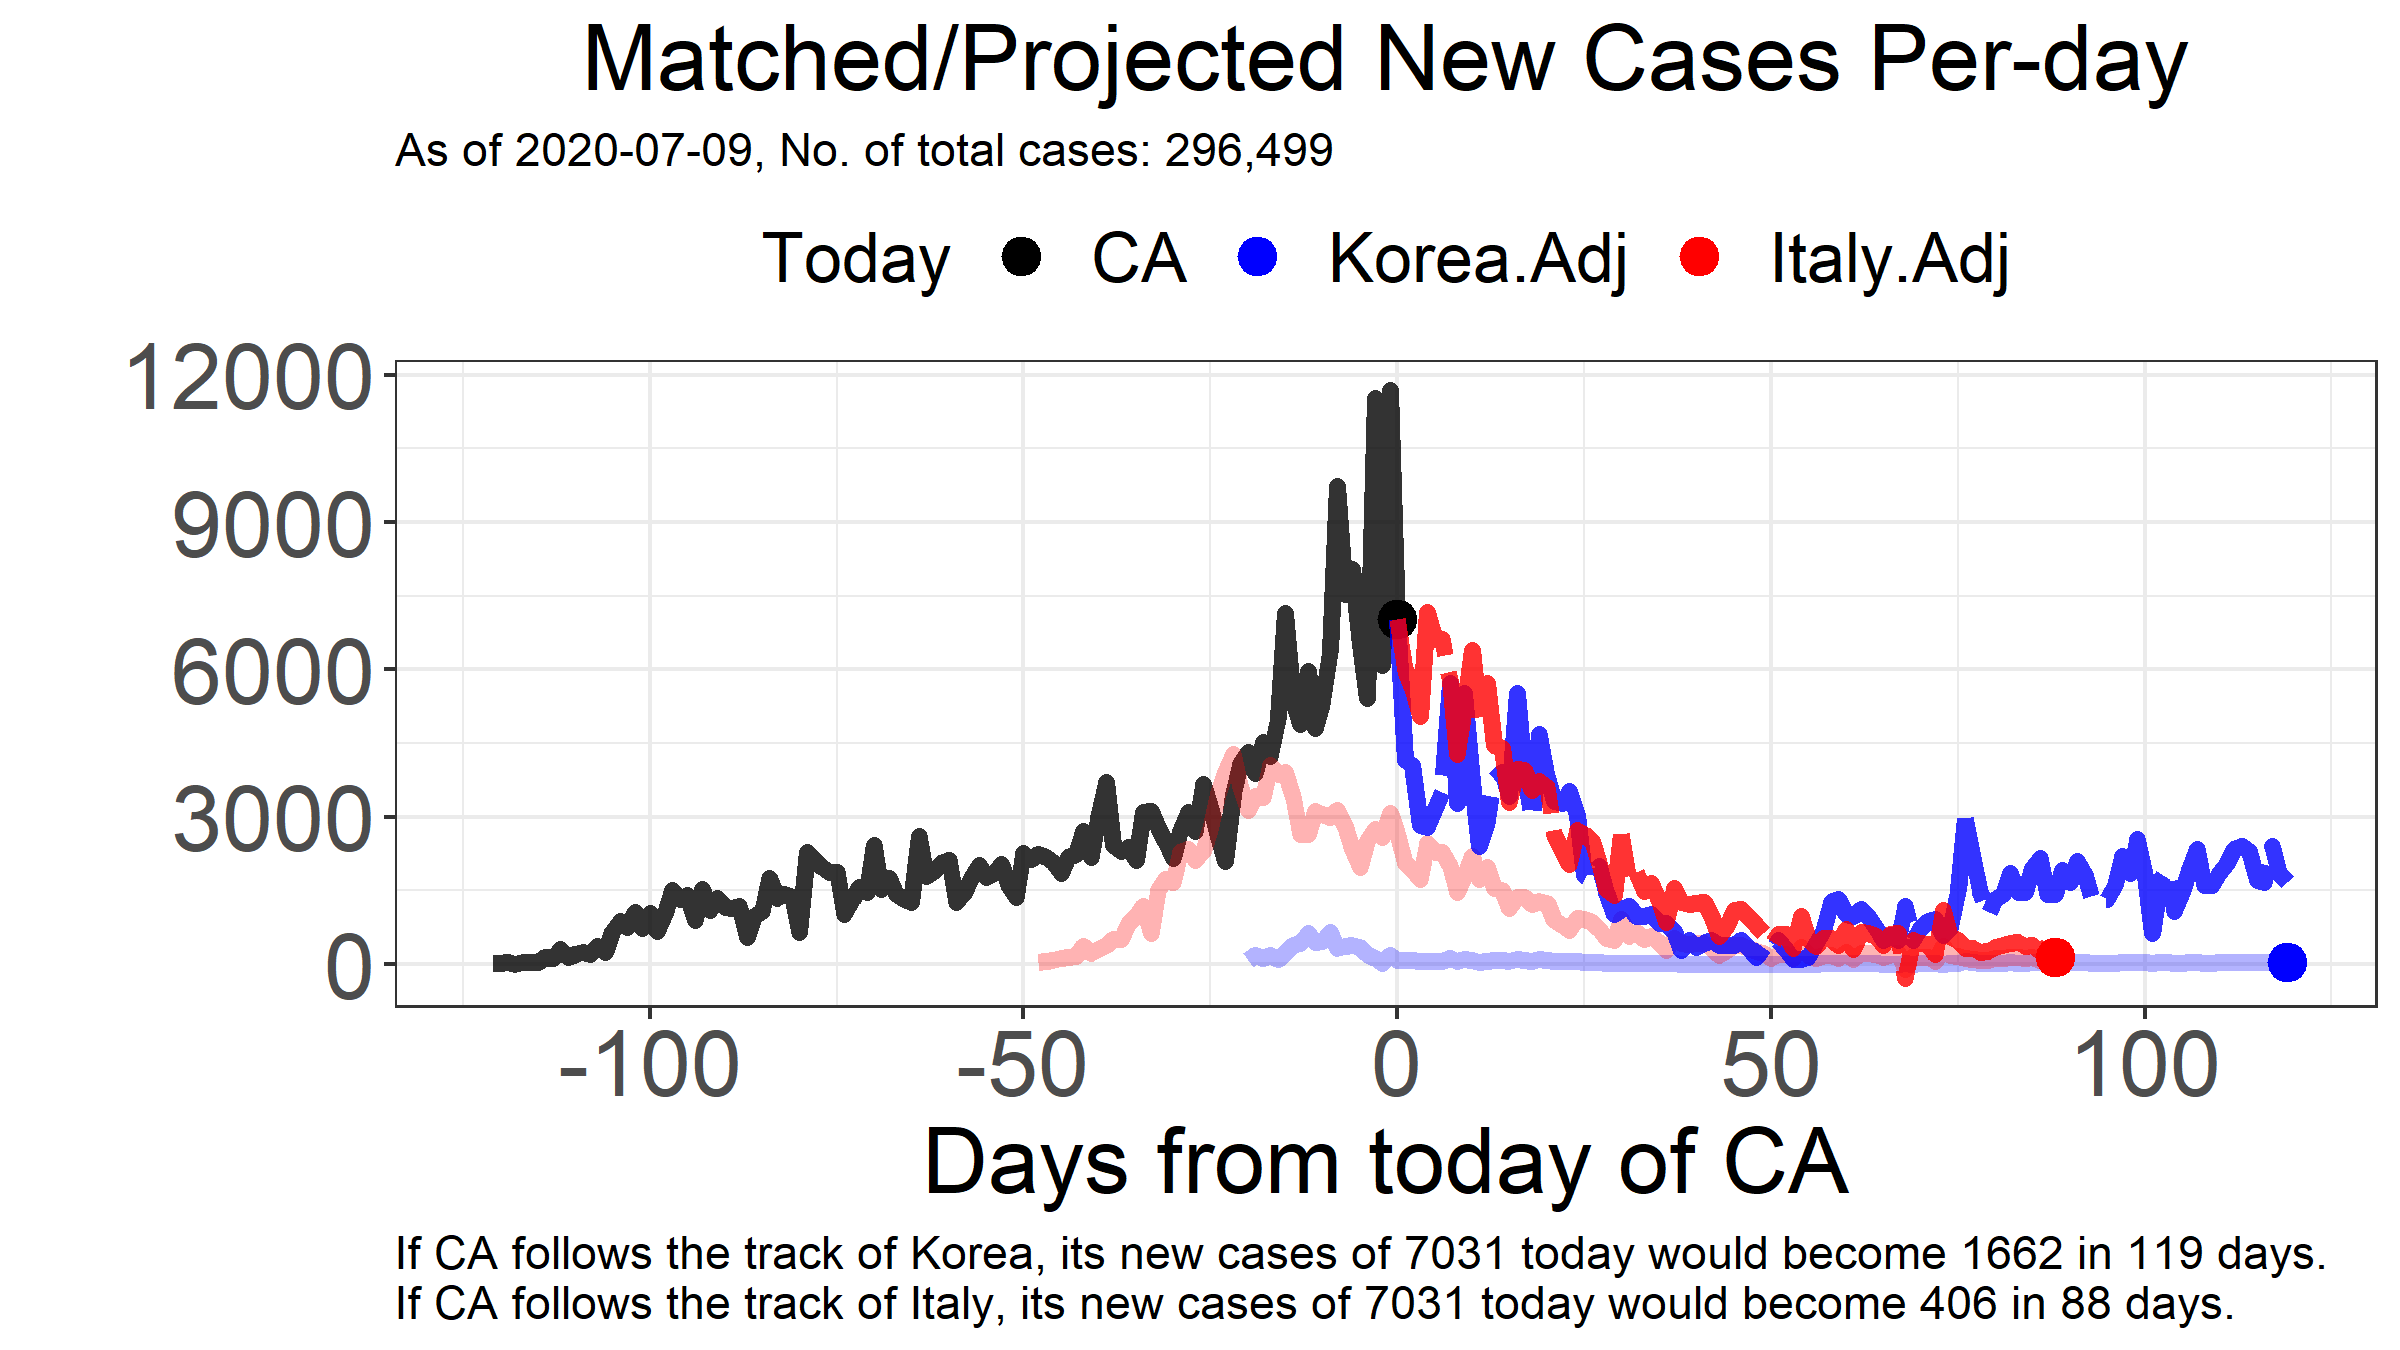 Matched/Projected New Cases Per-day
As of 2020-07-09, No. of total cases: 296,499
Today CA Korea.Adj Italy.Adj
12000
9000
6000
3000
0
-100 -50 0 50 100
Days from today of CA
If CA follows the track of Korea, its new cases of 7031 today would become 1662 in 119 days.
If CA follows the track of Italy, its new cases of 7031 today would become 406 in 88 days.